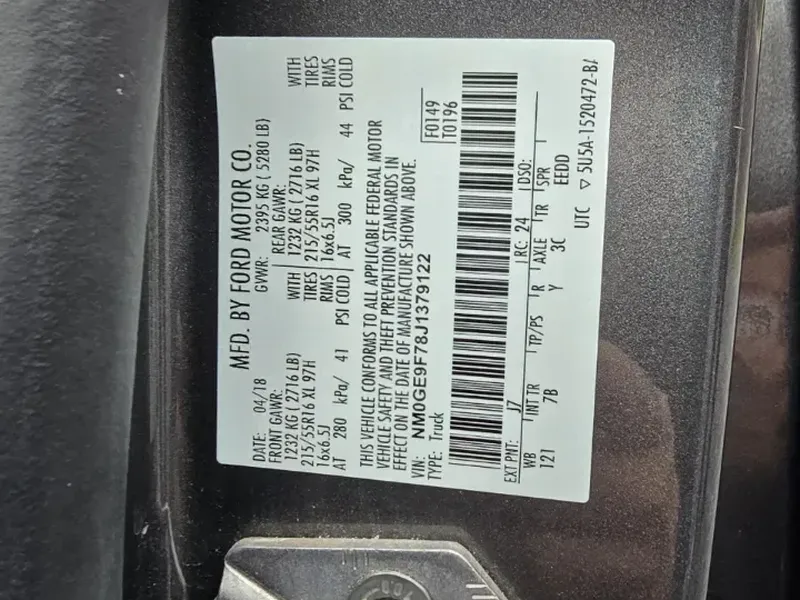 MFD. BY FORD MOTOR CO.
DATE: 04/18 GVWR: 2395 KG ( 5280 LB)
FRONT GAWR: REAR GAWR:
1232 KG ( 2716 LB) WITH 1232 KG ( 2716 LB) WITH
215/55R16 XL 97H TIRES 215/55R16 XL 97H TIRES
16x6.5J RIMS 16x6.5J RIMS
AT 280 kPa/ 41 PSI COLD AT 300 kPa/ 44 PSI COLD
THIS VEHICLE CONFORMS TO ALL APPLICABLE FEDERAL MOTOR
VEHICLE SAFETY AND THEFT PREVENTION STANDARDS IN
EFFECT ON THE DATE OF MANUFACTURE SHOWN ABOVE.
VIN: NM0GE9F78J1379122
TYPE: Truck
F0149
T0196
EXT PNT: J7 RC: 24 DSO:
WB INT TR TP/PS R AXLE TR SPR
121 7B Y 3C EEDD
UTC ▽ 5U5A-1520472-BA